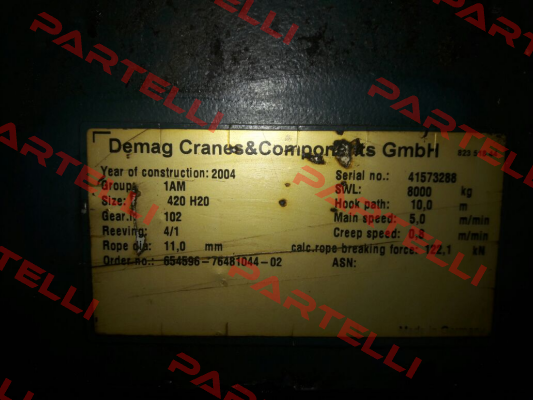 Demag Cranes&Components GmbH
Year of construction: 2004 Serial no.: 41573288
Group: 1AM SWL: 8000 kg
Size: 420 H20 Hook path: 10,0 m
Gear.: 102 Main speed: 5,0 m/min
Reeving: 4/1 Creep speed: 0,8 m/min
Rope dia: 11,0 mm calc.rope breaking force: 122,1 kN
Order no.: 654596-76481044-02 ASN:
PARTELLI
PARTELLI
PARTELLI
PARTELLI
PARTELLI